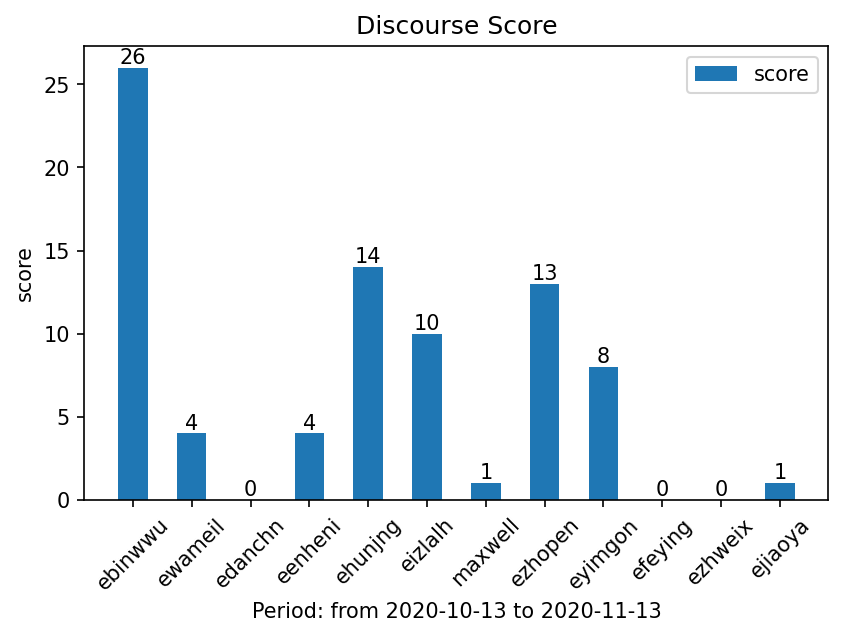 Discourse Score
score
26
25
20
15
14
13
10
10
8
5
4
4
1
1
0
0
0
0
score
ebinwwu
ewameil
edanchn
eenheni
ehunjng
eizlalh
maxwell
ezhopen
eyimgon
efeying
ezhweix
ejiaoya
Period: from 2020-10-13 to 2020-11-13